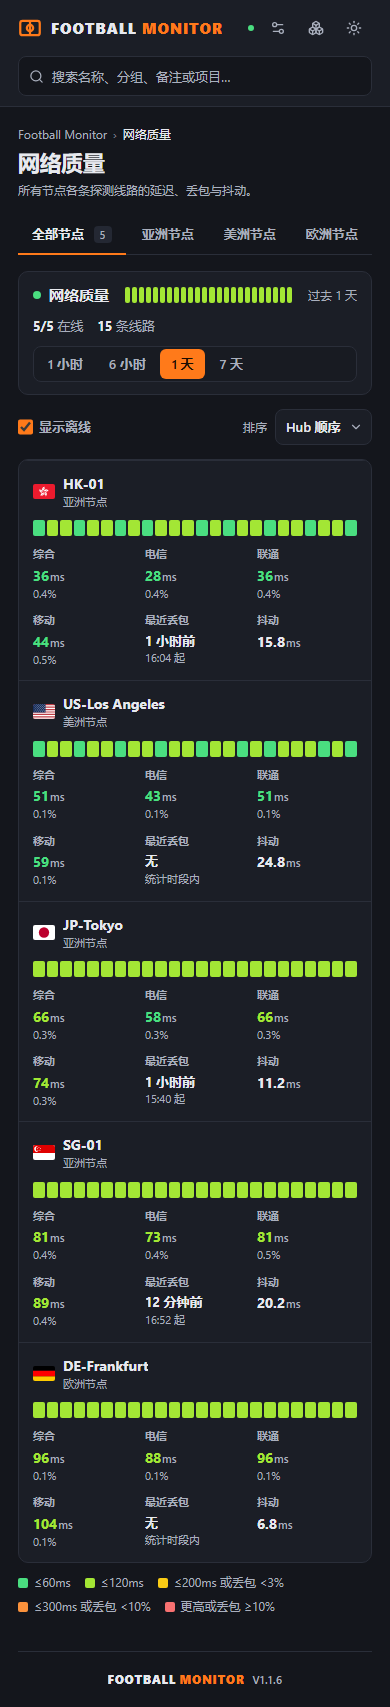 FOOTBALL MONITOR
搜索名称、分组、备注或项目...
Football Monitor › 网络质量
网络质量
所有节点各条探测线路的延迟、丢包与抖动。
全部节点 5 亚洲节点 美洲节点 欧洲节点
网络质量 过去 1 天
5/5 在线 15 条线路
1 小时 6 小时 1 天 7 天
显示离线 排序 Hub 顺序
HK-01
亚洲节点
综合 电信 联通
36ms 28ms 36ms
0.4% 0.4% 0.4%
移动 最近丢包 抖动
44ms 1 小时前 15.8ms
0.5% 16:04 起
US-Los Angeles
美洲节点
综合 电信 联通
51ms 43ms 51ms
0.1% 0.1% 0.1%
移动 最近丢包 抖动
59ms 无 24.8ms
0.1% 统计时段内
JP-Tokyo
亚洲节点
综合 电信 联通
66ms 58ms 66ms
0.3% 0.3% 0.3%
移动 最近丢包 抖动
74ms 1 小时前 11.2ms
0.3% 15:40 起
SG-01
亚洲节点
综合 电信 联通
81ms 73ms 81ms
0.4% 0.4% 0.5%
移动 最近丢包 抖动
89ms 12 分钟前 20.2ms
0.4% 16:52 起
DE-Frankfurt
欧洲节点
综合 电信 联通
96ms 88ms 96ms
0.1% 0.1% 0.1%
移动 最近丢包 抖动
104ms 无 6.8ms
0.1% 统计时段内
≤60ms ≤120ms ≤200ms 或丢包 <3%
≤300ms 或丢包 <10% 更高或丢包 ≥10%
FOOTBALL MONITOR V1.1.6